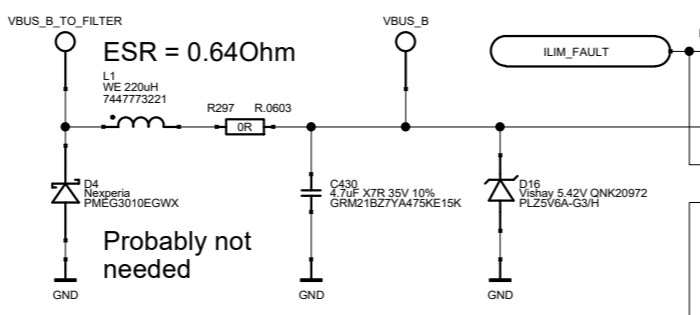 VBUS_B_TO_FILTER
VBUS_B
ESR = 0.64Ohm
ILIM_FAULT
L1
WE 220uH
7447773221
R297
R.0603
0R
D4
Nexperia
PMEG3010EGWX
C430
4.7uF X7R 35V 10%
GRM21BZ7YA475KE15K
D16
Vishay 5.42V QNK20972
PLZ5V6A-G3/H
Probably not
needed
GND
GND
GND